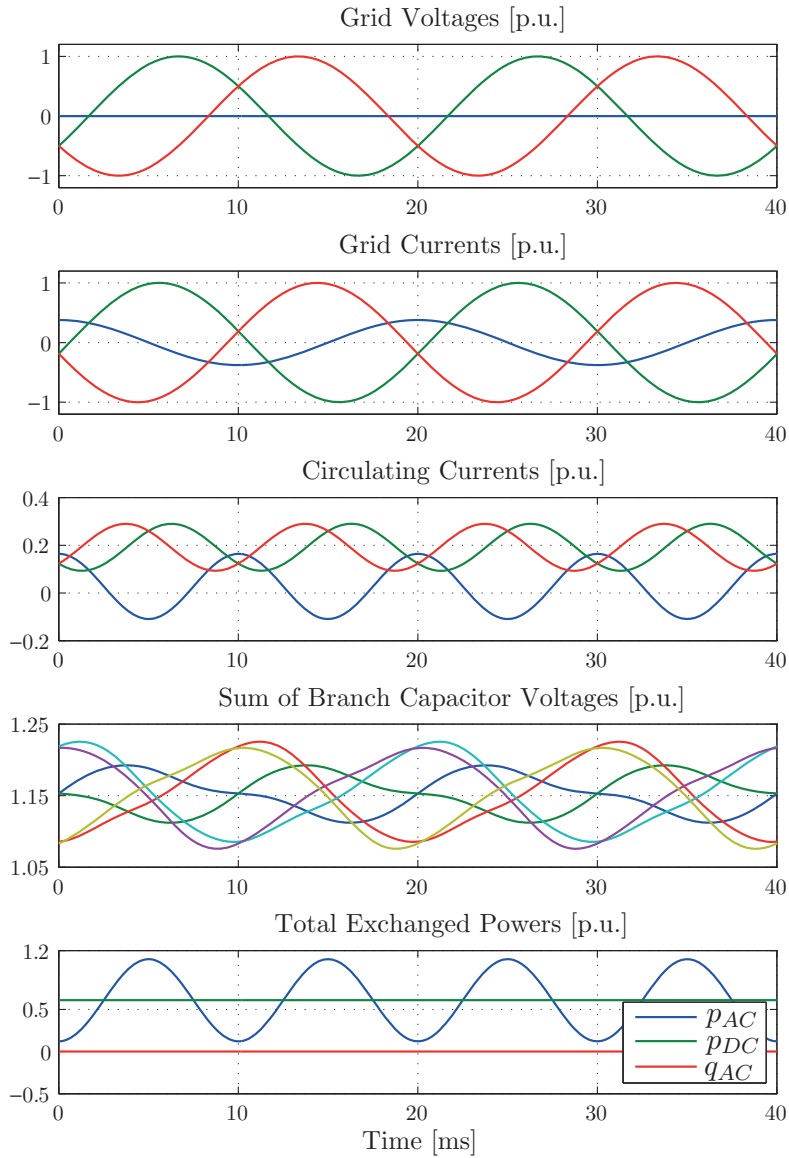 Grid Voltages [p.u.]
1
0
−1
0 10 20 30 40
Grid Currents [p.u.]
1
0
−1
0 10 20 30 40
Circulating Currents [p.u.]
0.4
0.2
0
−0.2
0 10 20 30 40
Sum of Branch Capacitor Voltages [p.u.]
1.25
1.15
1.05
0 10 20 30 40
Total Exchanged Powers [p.u.]
1.2
0.5
0
−0.5
p_AC
p_DC
q_AC
0 10 20 30 40
Time [ms]